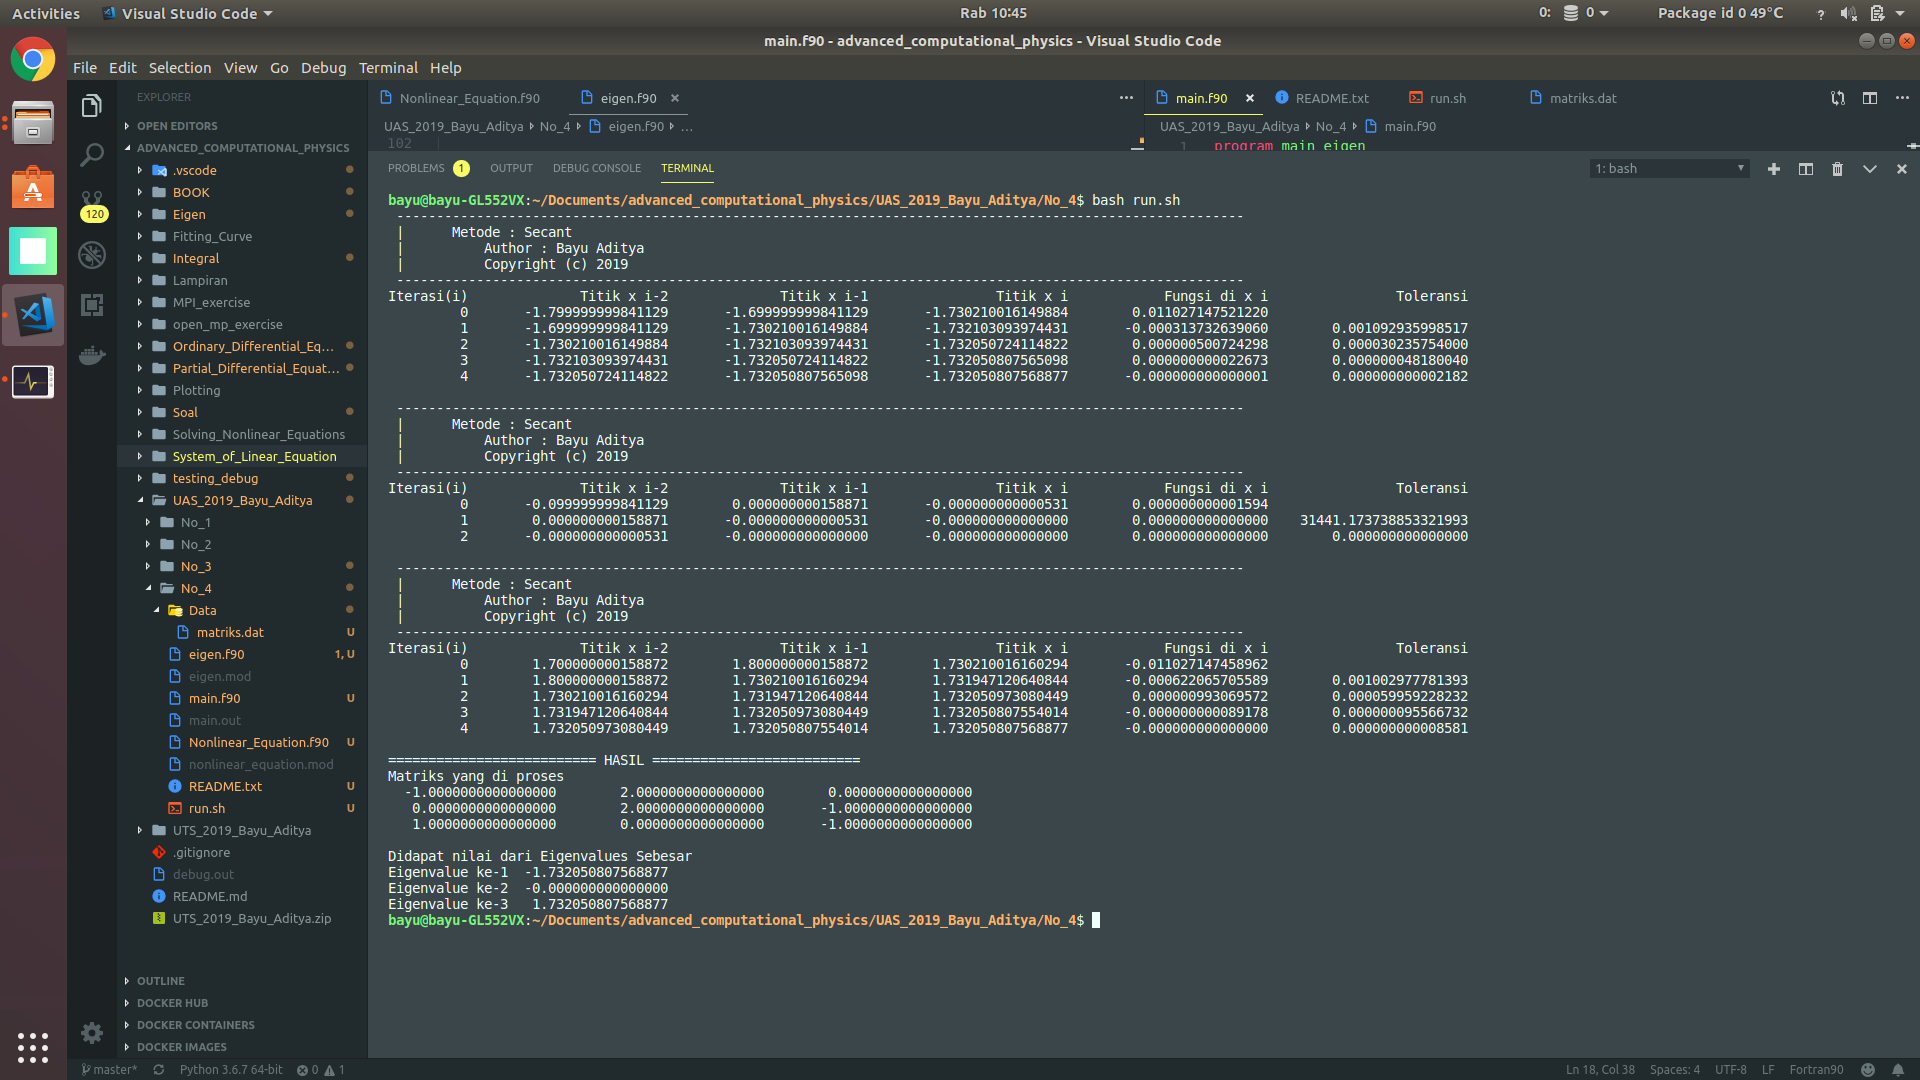 Activities Visual Studio Code Rab 10:45 0: 0 Package id 0 49°C ?
main.f90 - advanced_computational_physics - Visual Studio Code
File Edit Selection View Go Debug Terminal Help
EXPLORER
OPEN EDITORS
ADVANCED_COMPUTATIONAL_PHYSICS
.vscode
BOOK
Eigen
Fitting_Curve
Integral
Lampiran
MPI_exercise
open_mp_exercise
Ordinary_Differential_Eq...
Partial_Differential_Equat...
Plotting
Soal
Solving_Nonlinear_Equations
System_of_Linear_Equation
testing_debug
UAS_2019_Bayu_Aditya
No_1
No_2
No_3
No_4
Data
matriks.dat U
eigen.f90 1, U
eigen.mod
main.f90 U
main.out
Nonlinear_Equation.f90 U
nonlinear_equation.mod
README.txt U
run.sh U
UTS_2019_Bayu_Aditya
.gitignore
debug.out
README.md
UTS_2019_Bayu_Aditya.zip
OUTLINE
DOCKER HUB
DOCKER CONTAINERS
DOCKER IMAGES
120
Nonlinear_Equation.f90 eigen.f90 × ...
UAS_2019_Bayu_Aditya No_4 eigen.f90 ...
102
main.f90 × README.txt run.sh matriks.dat ...
UAS_2019_Bayu_Aditya No_4 main.f90
1 program main_eigen
PROBLEMS 1 OUTPUT DEBUG CONSOLE TERMINAL 1: bash
bayu@bayu-GL552VX:~/Documents/advanced_computational_physics/UAS_2019_Bayu_Aditya/No_4$ bash run.sh
----------------------------------------------------------------------------------------------------------
| Metode : Secant
| Author : Bayu Aditya
| Copyright (c) 2019
----------------------------------------------------------------------------------------------------------
Iterasi(i) Titik x i-2 Titik x i-1 Titik x i Fungsi di x i Toleransi
0 -1.799999999841129 -1.699999999841129 -1.730210016149884 0.011027147521220
1 -1.699999999841129 -1.730210016149884 -1.732103093974431 -0.000313732639060 0.001092935998517
2 -1.730210016149884 -1.732103093974431 -1.732050724114822 0.000000500724298 0.000030235754000
3 -1.732103093974431 -1.732050724114822 -1.732050807565098 0.000000000022673 0.000000048180040
4 -1.732050724114822 -1.732050807565098 -1.732050807568877 -0.000000000000001 0.000000000002182
----------------------------------------------------------------------------------------------------------
| Metode : Secant
| Author : Bayu Aditya
| Copyright (c) 2019
----------------------------------------------------------------------------------------------------------
Iterasi(i) Titik x i-2 Titik x i-1 Titik x i Fungsi di x i Toleransi
0 -0.099999999841129 0.000000000158871 -0.000000000000531 0.000000000001594
1 0.000000000158871 -0.000000000000531 -0.000000000000000 0.000000000000000 31441.173738853321993
2 -0.000000000000531 -0.000000000000000 -0.000000000000000 0.000000000000000 0.000000000000000
----------------------------------------------------------------------------------------------------------
| Metode : Secant
| Author : Bayu Aditya
| Copyright (c) 2019
----------------------------------------------------------------------------------------------------------
Iterasi(i) Titik x i-2 Titik x i-1 Titik x i Fungsi di x i Toleransi
0 1.700000000158872 1.800000000158872 1.730210016160294 -0.011027147458962
1 1.800000000158872 1.730210016160294 1.731947120640844 -0.000622065705589 0.001002977781393
2 1.730210016160294 1.731947120640844 1.732050973080449 0.000000993069572 0.000059959228232
3 1.731947120640844 1.732050973080449 1.732050807554014 -0.000000000089178 0.000000095566732
4 1.732050973080449 1.732050807554014 1.732050807568877 -0.000000000000000 0.000000000008581
========================== HASIL ==========================
Matriks yang di proses
-1.0000000000000000 2.0000000000000000 0.0000000000000000
0.0000000000000000 2.0000000000000000 -1.0000000000000000
1.0000000000000000 0.0000000000000000 -1.0000000000000000
Didapat nilai dari Eigenvalues Sebesar
Eigenvalue ke-1 -1.732050807568877
Eigenvalue ke-2 -0.000000000000000
Eigenvalue ke-3 1.732050807568877
bayu@bayu-GL552VX:~/Documents/advanced_computational_physics/UAS_2019_Bayu_Aditya/No_4$
master* Python 3.6.7 64-bit 0 1 Ln 18, Col 38 Spaces: 4 UTF-8 LF Fortran90